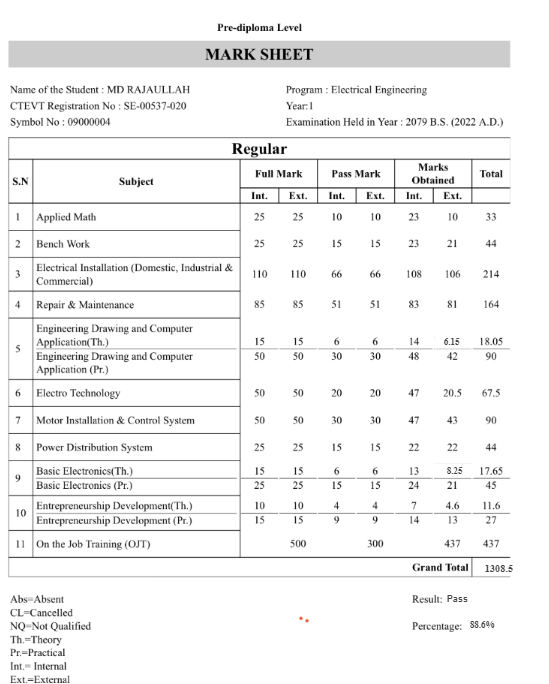 Pre-diploma Level
MARK SHEET
Name of the Student : MD RAJAULLAH Program : Electrical Engineering
CTEVT Registration No : SE-00537-020 Year:1
Symbol No : 09000004 Examination Held in Year : 2079 B.S. (2022 A.D.)
Regular
S.N Subject Full Mark Pass Mark Marks Obtained Total
Int. Ext. Int. Ext. Int. Ext.
1 Applied Math 25 25 10 10 23 10 33
2 Bench Work 25 25 15 15 23 21 44
3 Electrical Installation (Domestic, Industrial &
Commercial) 110 110 66 66 108 106 214
4 Repair & Maintenance 85 85 51 51 83 81 164
5 Engineering Drawing and Computer
Application(Th.) 15 15 6 6 14 6.15 18.05
Engineering Drawing and Computer
Application (Pr.) 50 50 30 30 48 42 90
6 Electro Technology 50 50 20 20 47 20.5 67.5
7 Motor Installation & Control System 50 50 30 30 47 43 90
8 Power Distribution System 25 25 15 15 22 22 44
9 Basic Electronics(Th.) 15 15 6 6 13 8.25 17.65
Basic Electronics (Pr.) 25 25 15 15 24 21 45
10 Entrepreneurship Development(Th.) 10 10 4 4 7 4.6 11.6
Entrepreneurship Development (Pr.) 15 15 9 9 14 13 27
11 On the Job Training (OJT) 500 300 437 437
Grand Total 1308.5
Abs=Absent Result: Pass
CL=Cancelled
NQ=Not Qualified Percentage: 88.6%
Th.=Theory
Pr.=Practical
Int.= Internal
Ext.=External